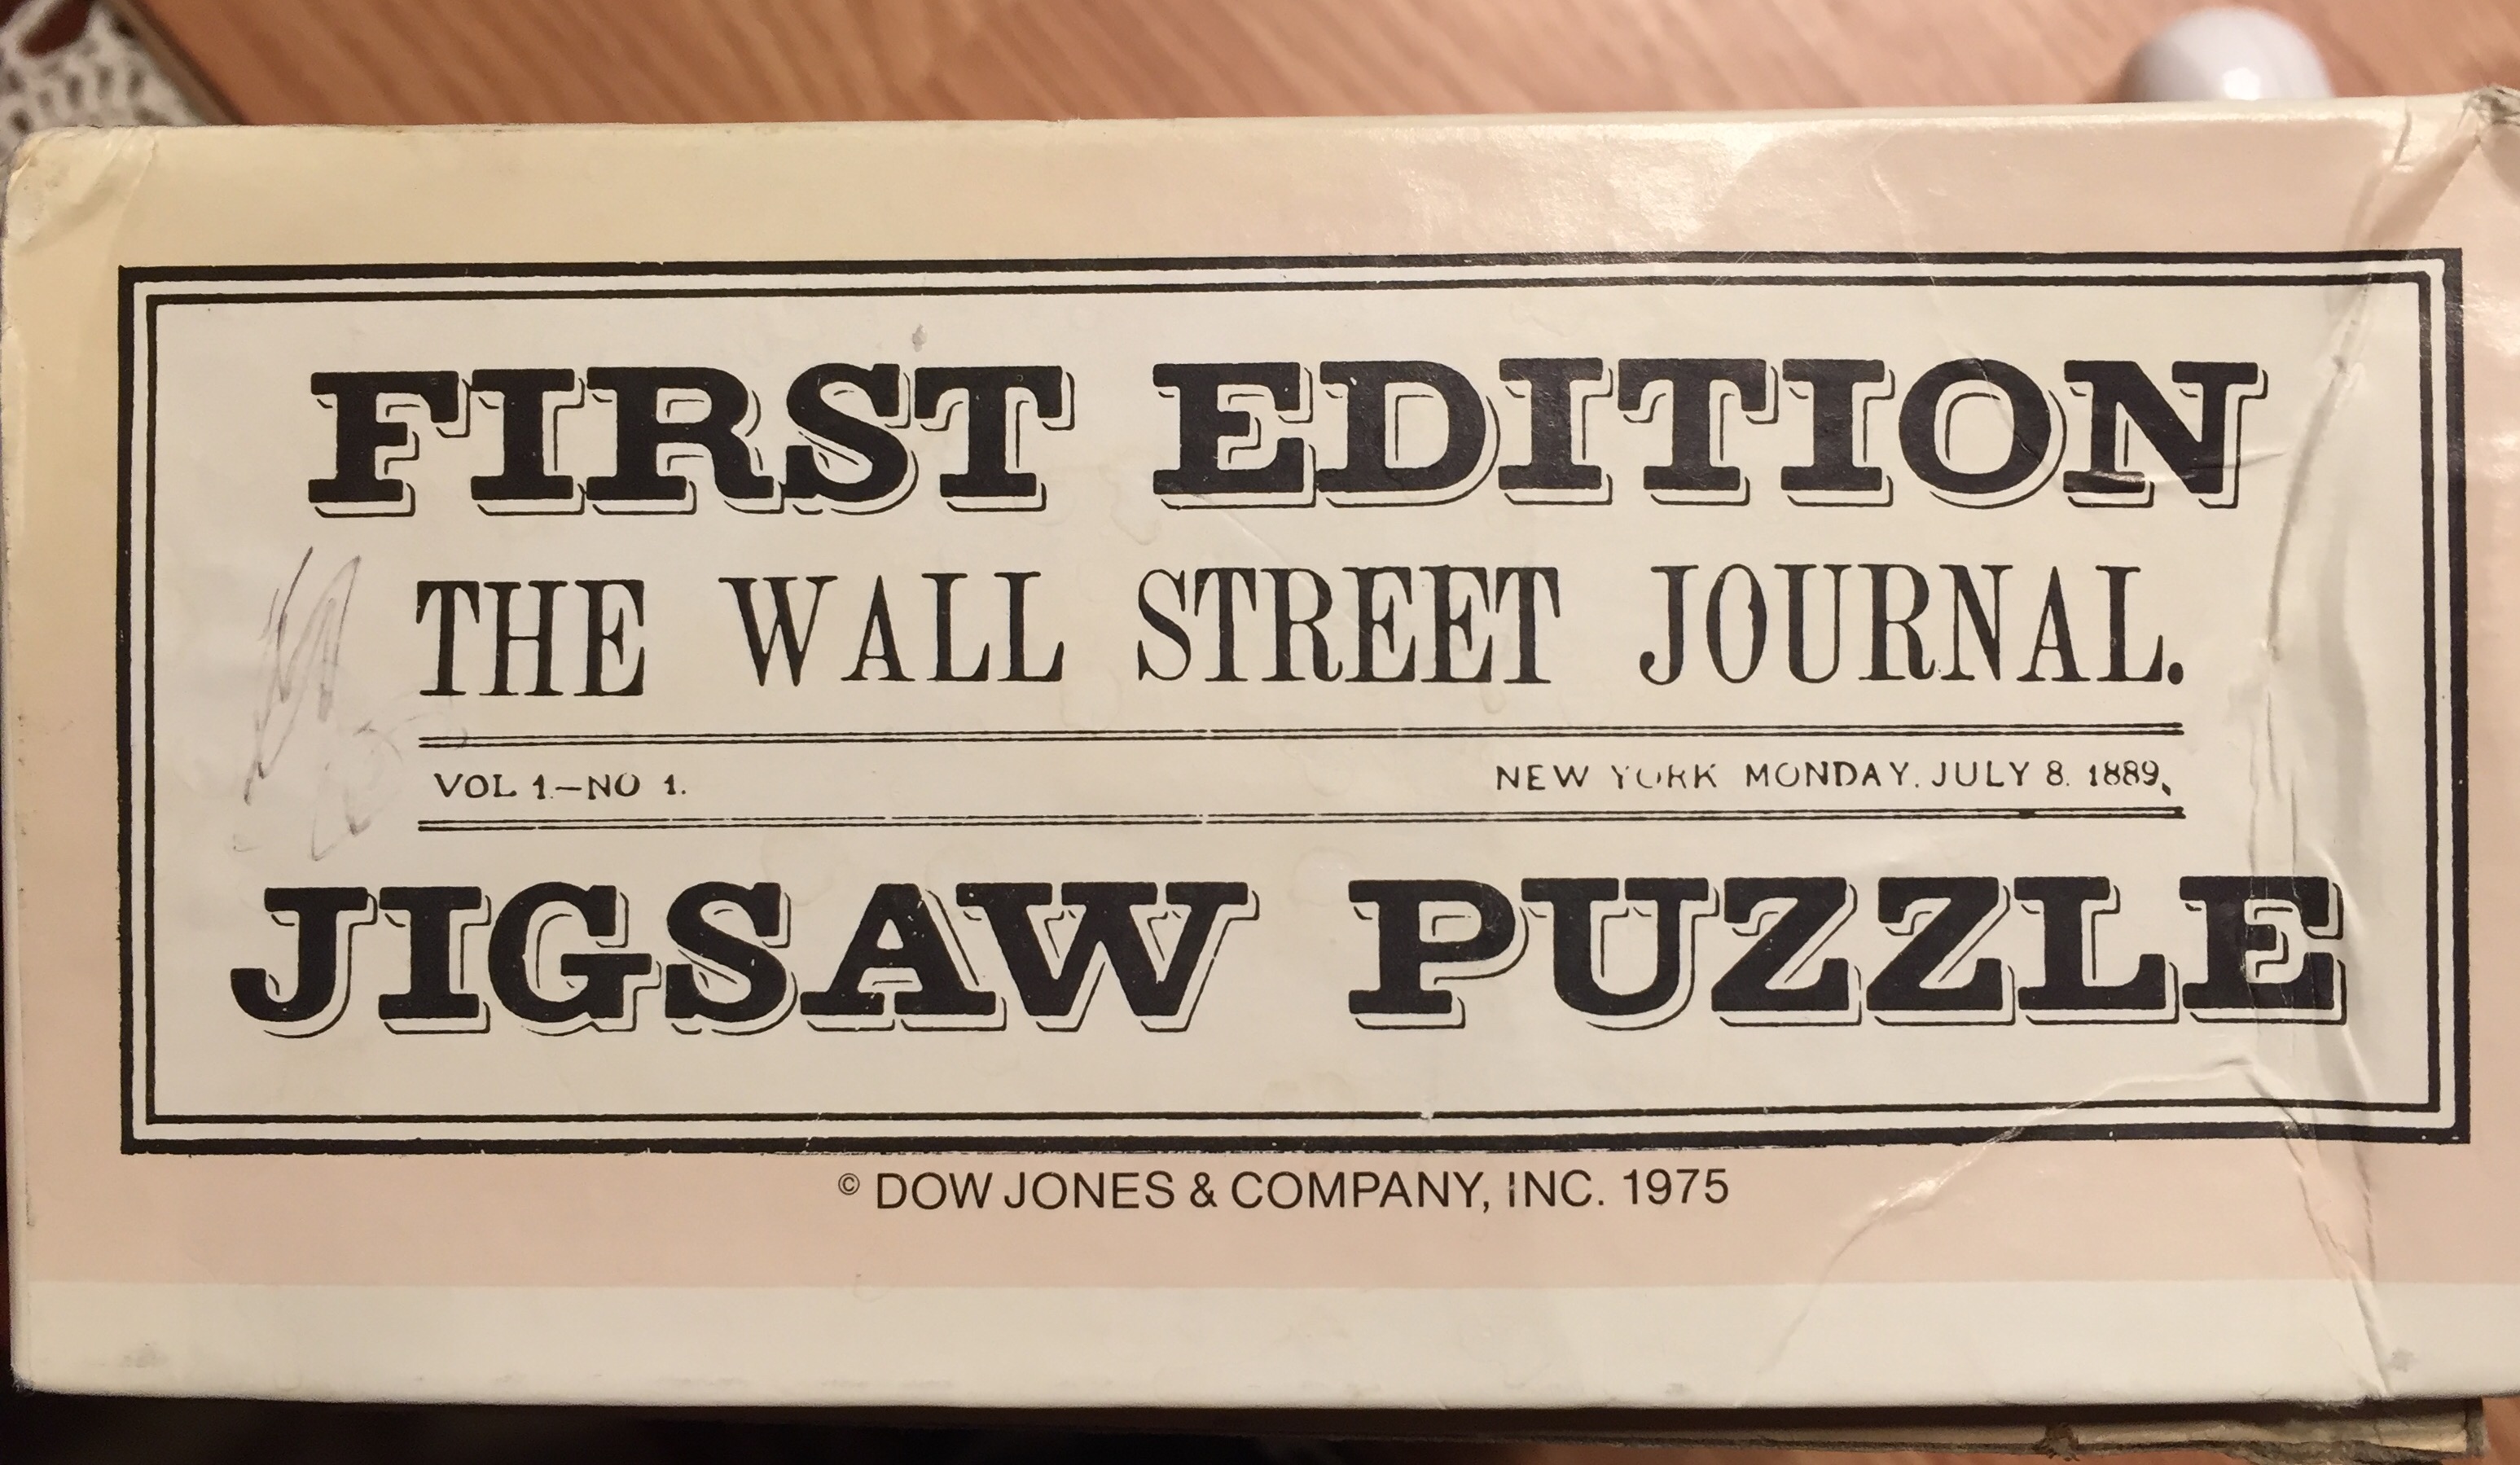 FIRST EDITION
THE WALL STREET JOURNAL.
VOL 1.—NO 1. NEW YORK MONDAY, JULY 8, 1889,
JIGSAW PUZZLE
© DOW JONES & COMPANY, INC. 1975